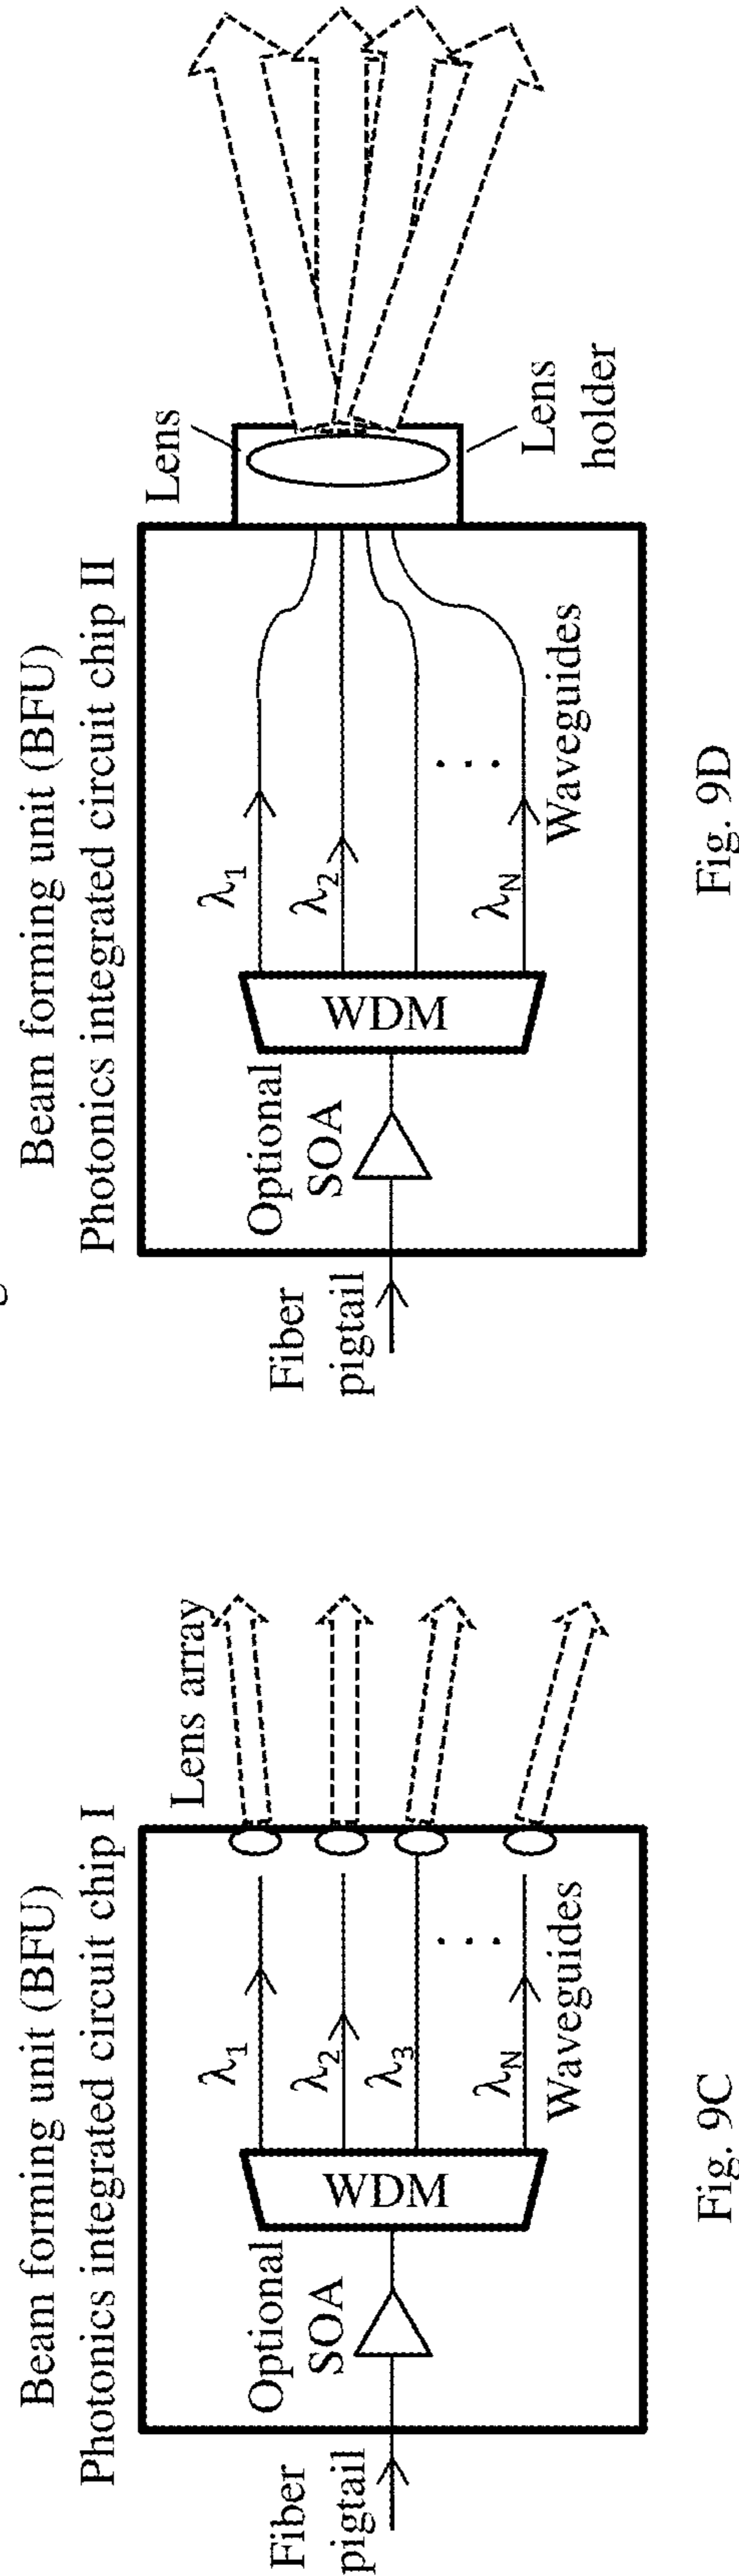 Beam forming unit (BFU)
Photonics integrated circuit chip I
Lens array
Fiber
pigtail
Optional
SOA
WDM
λ1
λ2
λ3
λN
...
Waveguides
Fig. 9C
Beam forming unit (BFU)
Photonics integrated circuit chip II
Lens
Fiber
pigtail
Optional
SOA
WDM
λ1
λ2
λN
...
Waveguides
Lens
holder
Fig. 9D